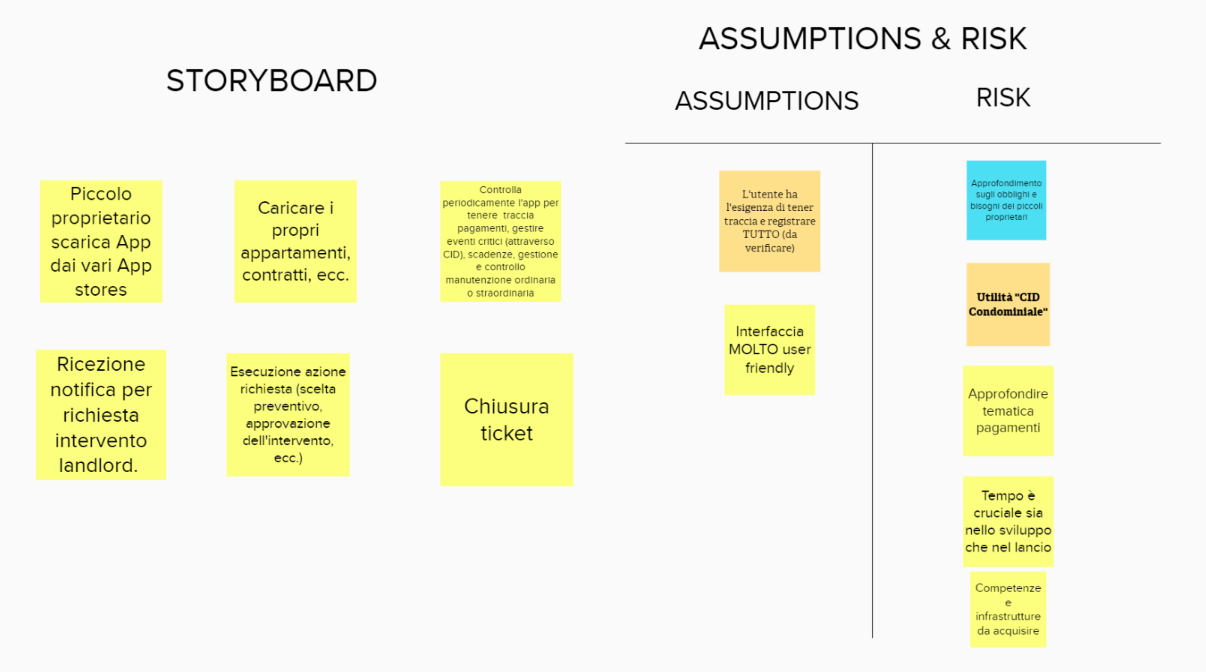 STORYBOARD
Piccolo
proprietario
scarica App
dai vari App
stores
Caricare i
propri
appartamenti,
contratti, ecc.
Controlla
periodicamente l'app per
tenere traccia
pagamenti, gestire
eventi critici (attraverso
CID), scadenze, gestione
e controllo
manutenzione ordinaria
o straordinaria
Ricezione
notifica per
richiesta
intervento
landlord.
Esecuzione azione
richiesta (scelta
preventivo,
approvazione
dell'intervento,
ecc.)
Chiusura
ticket
ASSUMPTIONS & RISK
ASSUMPTIONS
L'utente ha
l'esigenza di tener
traccia e registrare
TUTTO (da
verificare)
Interfaccia
MOLTO user
friendly
RISK
Approfondimento
sugli obblighi e
bisogni dei piccoli
proprietari
Utilità "CID
Condominiale"
Approfondire
tematica
pagamenti
Tempo è
cruciale sia
nello sviluppo
che nel lancio
Competenze
e
infrastrutture
da acquisire